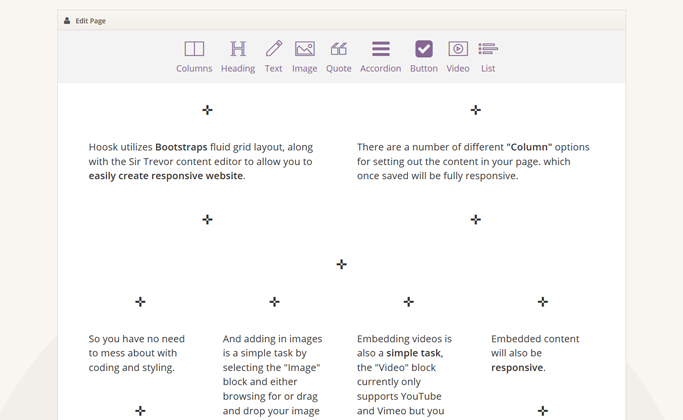 Edit Page
Columns Heading Text Image Quote Accordion Button Video List
Hoosk utilizes Bootstraps fluid grid layout, along
with the Sir Trevor content editor to allow you to
easily create responsive website.
There are a number of different "Column" options
for setting out the content in your page. which
once saved will be fully responsive.
So you have no need
to mess about with
coding and styling.
And adding in images
is a simple task by
selecting the "Image"
block and either
browsing for or drag
and drop your image
Embedding videos is
also a simple task,
the "Video" block
currently only
supports YouTube
and Vimeo but you
Embedded content
will also be
responsive.